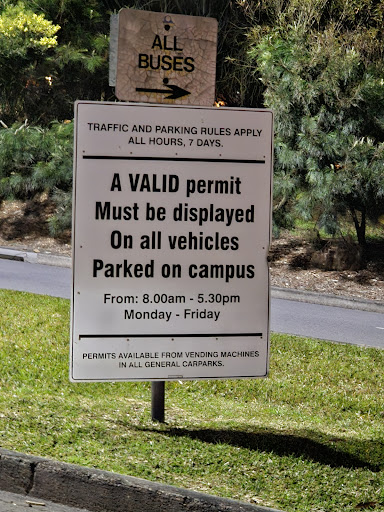 ALL
BUSES
TRAFFIC AND PARKING RULES APPLY
ALL HOURS, 7 DAYS.
A VALID permit
Must be displayed
On all vehicles
Parked on campus
From: 8.00am - 5.30pm
Monday - Friday
PERMITS AVAILABLE FROM VENDING MACHINES
IN ALL GENERAL CARPARKS.